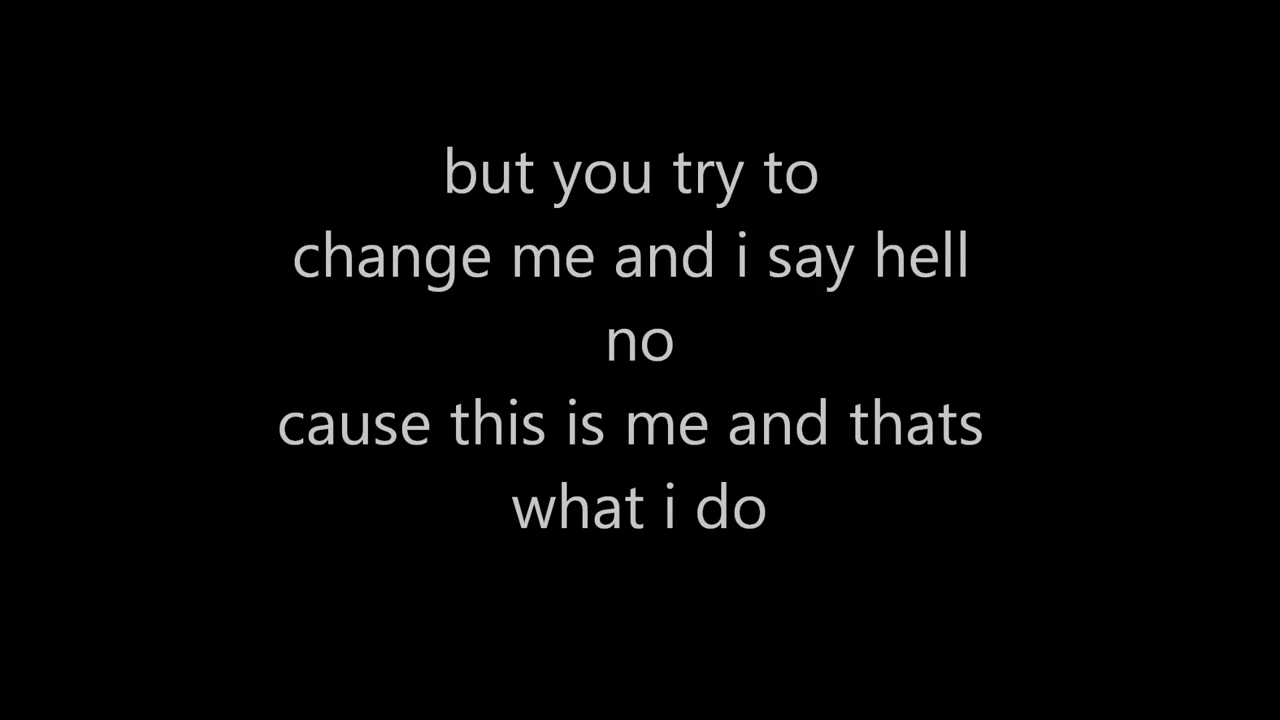 but you try to
change me and i say hell
no
cause this is me and thats
what i do